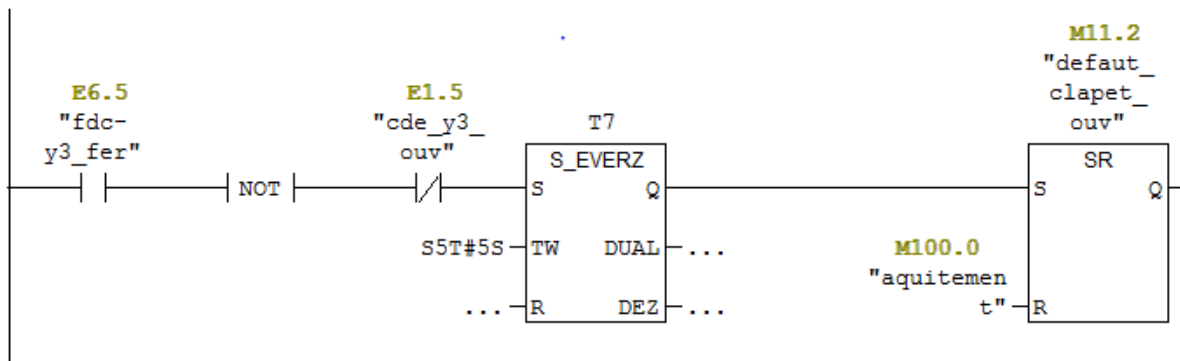 M11.2
"defaut_
clapet_
ouv"
E6.5
"fdc-
y3_fer"
E1.5
"cde_y3_
ouv"
T7
S_EVERZ
SR
NOT
S Q
S Q
S5T#5S TW DUAL ...
M100.0
"aquitemen
t" R
... R DEZ ...